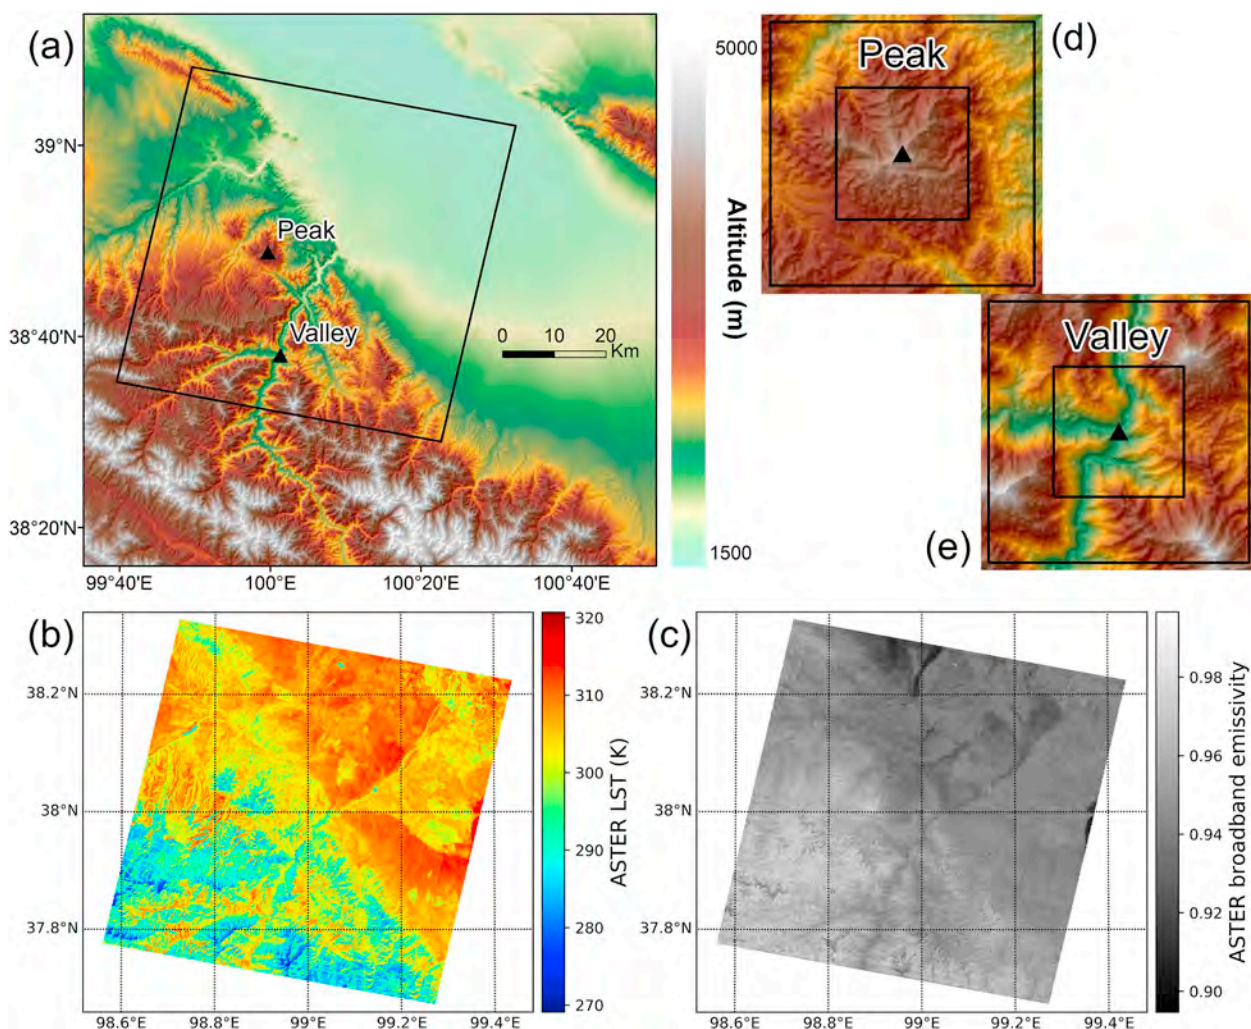 (a)
39°N
38°40'N
38°20'N
99°40'E
100°E
100°20'E
100°40'E
Peak
Valley
0 10 20
Km
5000
Altitude (m)
1500
Peak
(d)
Valley
(e)
(b)
38.2°N
38°N
37.8°N
98.6°E
98.8°E
99°E
99.2°E
99.4°E
320
310
300
290
280
270
ASTER LST (K)
(c)
38.2°N
38°N
37.8°N
98.6°E
98.8°E
99°E
99.2°E
99.4°E
0.98
0.96
0.94
0.92
0.90
ASTER broadband emissivity